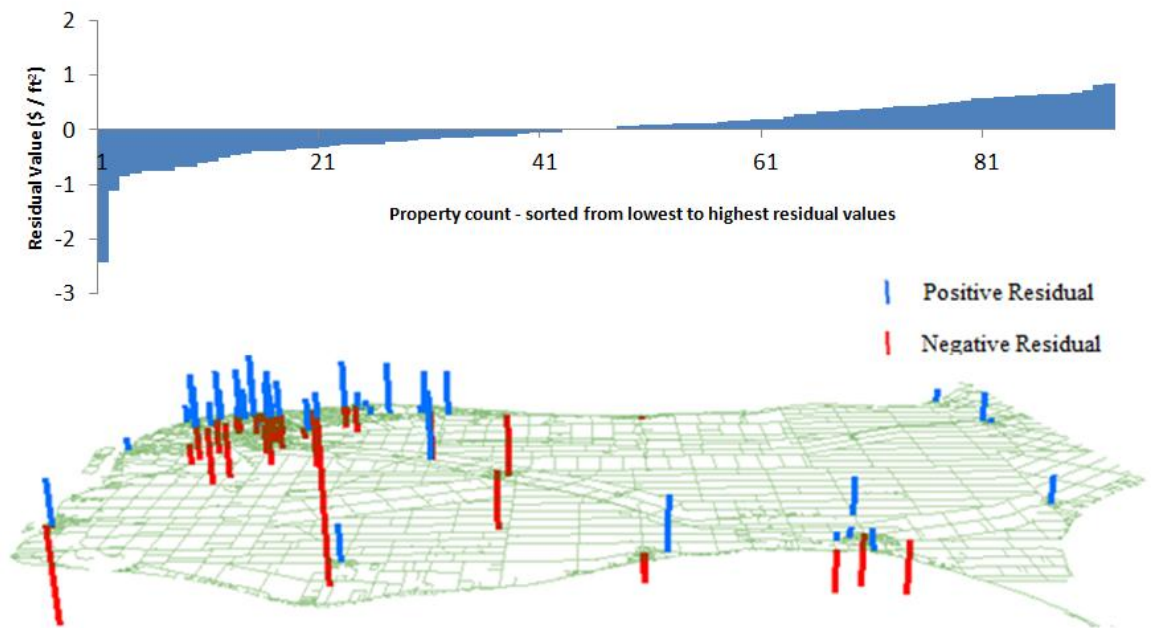 2
1
0
-1
-2
-3
Residual Value ($ / ft²)
1 21 41 61 81
Property count - sorted from lowest to highest residual values
Positive Residual
Negative Residual